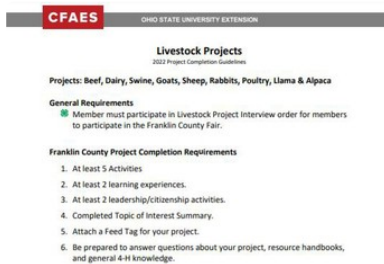 CFAES
OHIO STATE UNIVERSITY EXTENSION
Livestock Projects
2022 Project Completion Guidelines
Projects: Beef, Dairy, Swine, Goats, Sheep, Rabbits, Poultry, Llama & Alpaca
General Requirements
Member must participate in Livestock Project Interview order for members
to participate in the Franklin County Fair.
Franklin County Project Completion Requirements
1. At least 5 Activities
2. At least 2 learning experiences.
3. At least 2 leadership/citizenship activities.
4. Completed Topic of Interest Summary.
5. Attach a Feed Tag for your project.
6. Be prepared to answer questions about your project, resource handbooks,
and general 4-H knowledge.